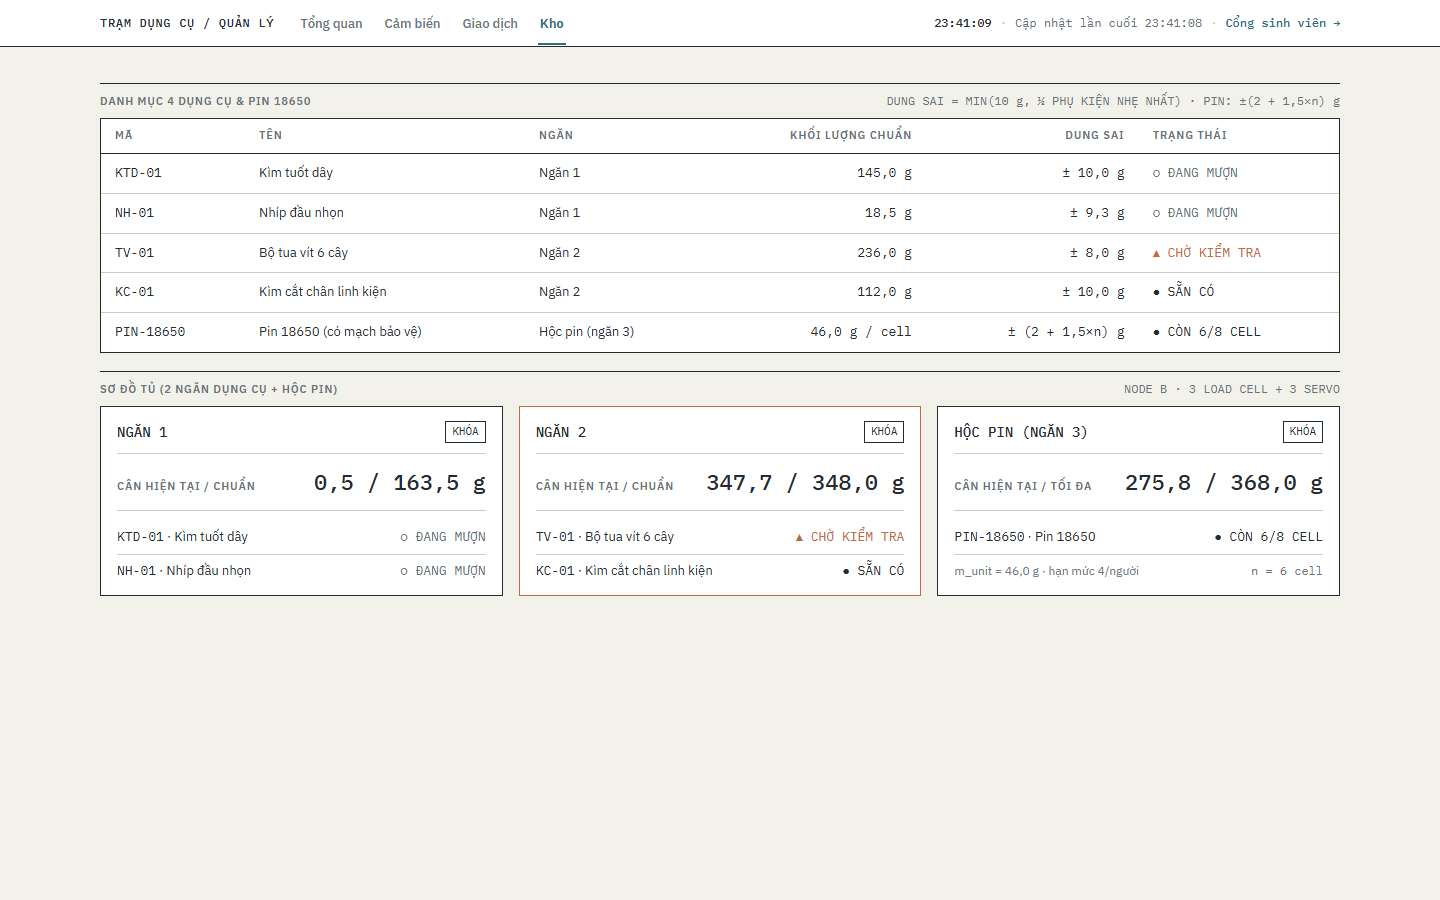 TRẠM DỤNG CỤ / QUẢN LÝ Tổng quan Cảm biến Giao dịch Kho 23:41:09 · Cập nhật lần cuối 23:41:08 · Cổng sinh viên →
DANH MỤC 4 DỤNG CỤ & PIN 18650 DUNG SAI = MIN(10 g, ½ PHỤ KIỆN NHẸ NHẤT) · PIN: ±(2 + 1,5×n) g
MÃ TÊN NGĂN KHỐI LƯỢNG CHUẨN DUNG SAI TRẠNG THÁI
KTD-01 Kìm tuốt dây Ngăn 1 145,0 g ± 10,0 g ○ ĐANG MƯỢN
NH-01 Nhíp đầu nhọn Ngăn 1 18,5 g ± 9,3 g ○ ĐANG MƯỢN
TV-01 Bộ tua vít 6 cây Ngăn 2 236,0 g ± 8,0 g ▲ CHỜ KIỂM TRA
KC-01 Kìm cắt chân linh kiện Ngăn 2 112,0 g ± 10,0 g ● SẴN CÓ
PIN-18650 Pin 18650 (có mạch bảo vệ) Hộc pin (ngăn 3) 46,0 g / cell ± (2 + 1,5×n) g ● CÒN 6/8 CELL
SƠ ĐỒ TỦ (2 NGĂN DỤNG CỤ + HỘC PIN) NODE B · 3 LOAD CELL + 3 SERVO
NGĂN 1 KHÓA
CÂN HIỆN TẠI / CHUẨN 0,5 / 163,5 g
KTD-01 · Kìm tuốt dây ○ ĐANG MƯỢN
NH-01 · Nhíp đầu nhọn ○ ĐANG MƯỢN
NGĂN 2 KHÓA
CÂN HIỆN TẠI / CHUẨN 347,7 / 348,0 g
TV-01 · Bộ tua vít 6 cây ▲ CHỜ KIỂM TRA
KC-01 · Kìm cắt chân linh kiện ● SẴN CÓ
HỘC PIN (NGĂN 3) KHÓA
CÂN HIỆN TẠI / TỐI ĐA 275,8 / 368,0 g
PIN-18650 · Pin 18650 ● CÒN 6/8 CELL
m_unit = 46,0 g · hạn mức 4/người n = 6 cell